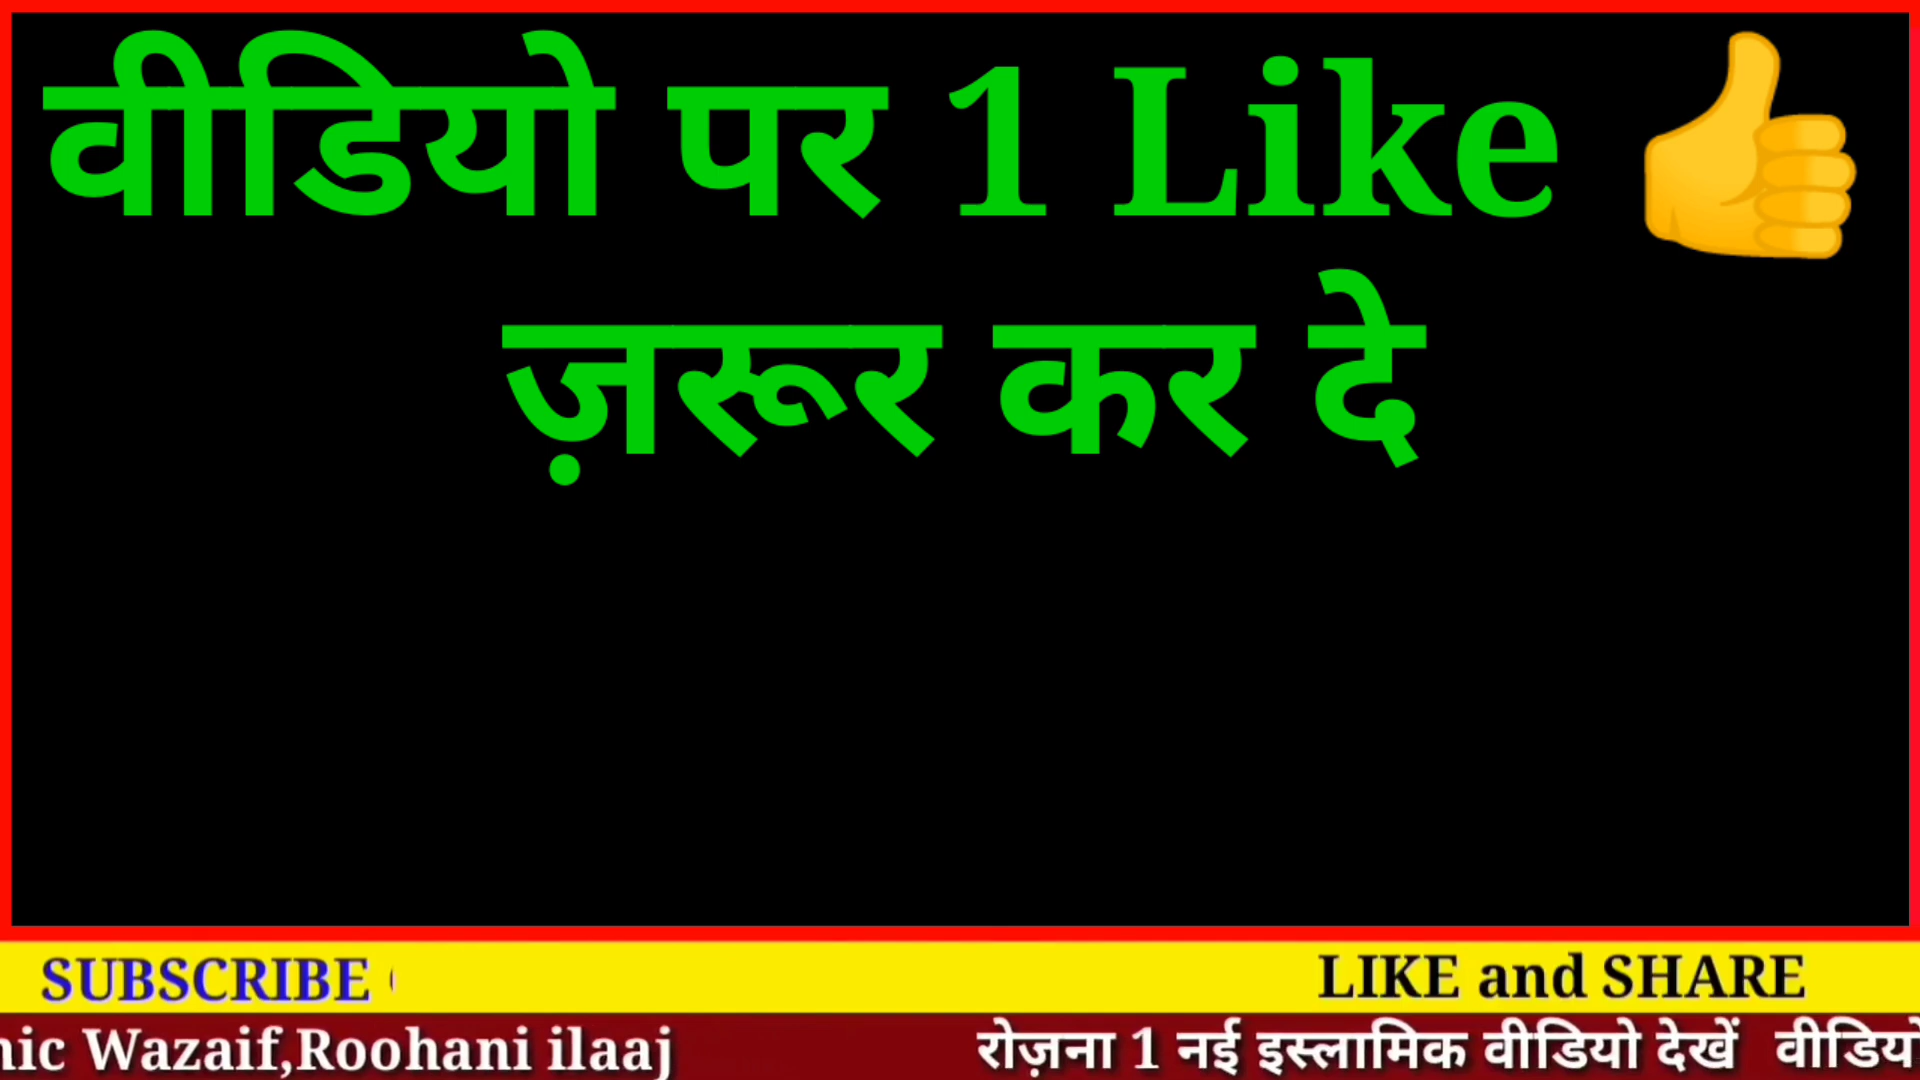 वीडियो पर 1 Like 👍
ज़रूर कर दे
SUBSCRIBE
LIKE and SHARE
Wazaif,Roohani ilaaj
रोज़ना 1 नई इस्लामिक वीडियो देखें